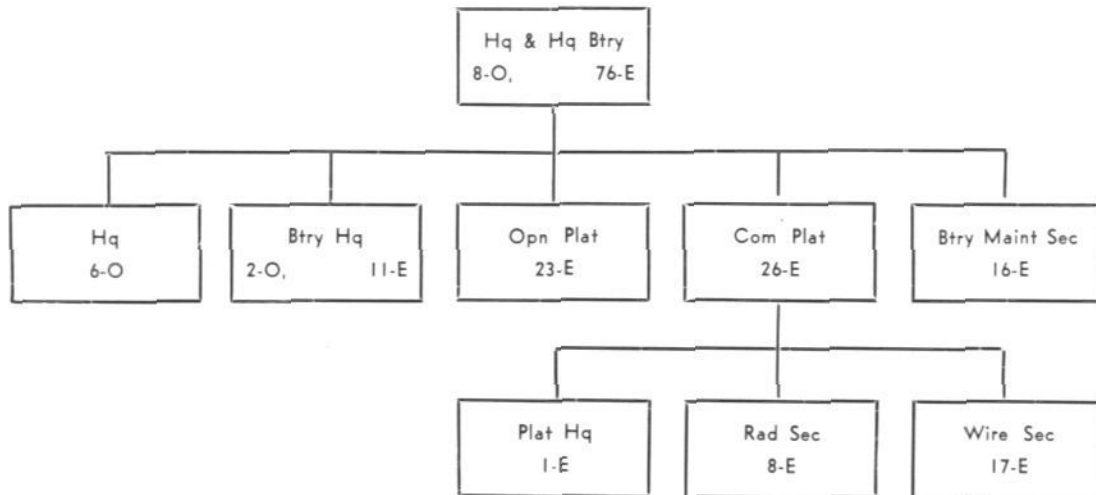 Hq & Hq Btry
8-O, 76-E
Hq
6-O
Btry Hq
2-O, 11-E
Opn Plat
23-E
Com Plat
26-E
Btry Maint Sec
16-E
Plat Hq
1-E
Rad Sec
8-E
Wire Sec
17-E